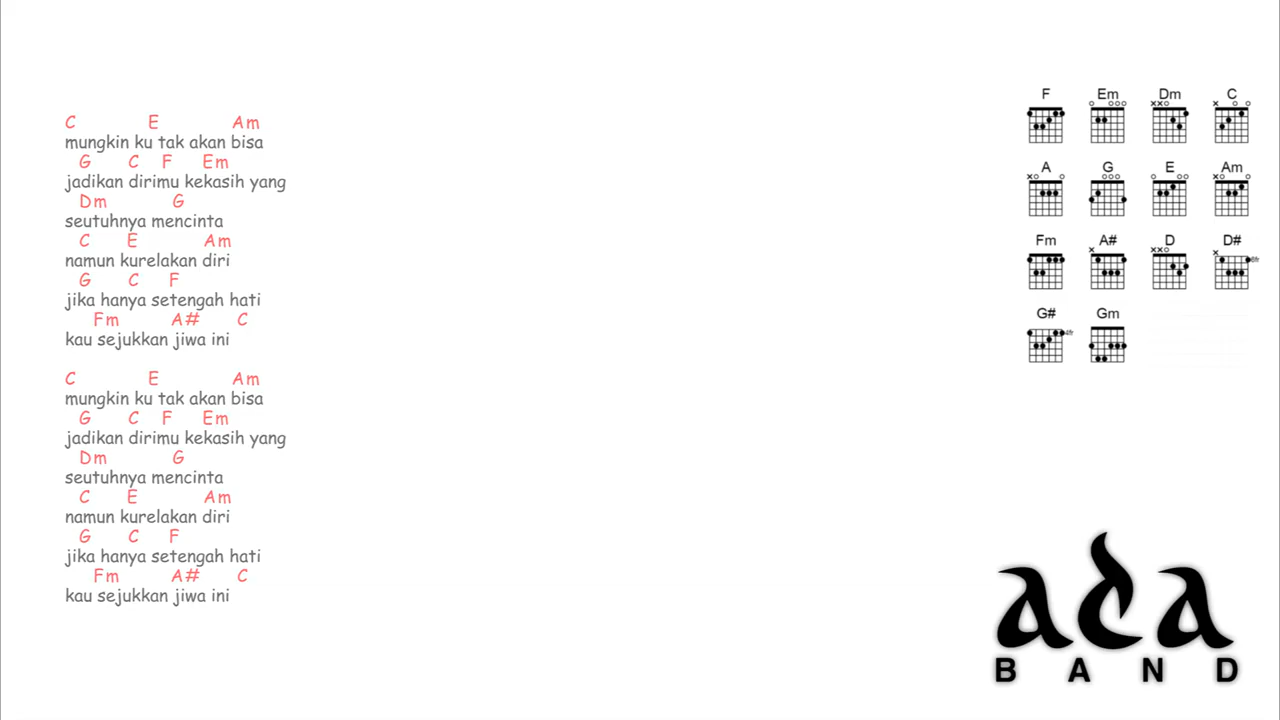 C E Am
mungkin ku tak akan bisa
G C F Em
jadikan dirimu kekasih yang
Dm G
seutuhnya mencinta
C E Am
namun kurelakan diri
G C F
jika hanya setengah hati
Fm A# C
kau sejukkan jiwa ini
C E Am
mungkin ku tak akan bisa
G C F Em
jadikan dirimu kekasih yang
Dm G
seutuhnya mencinta
C E Am
namun kurelakan diri
G C F
jika hanya setengah hati
Fm A# C
kau sejukkan jiwa ini
F Em Dm C
A G E Am
Fm A# D D#
6fr
G# Gm
4fr
ada
BAND